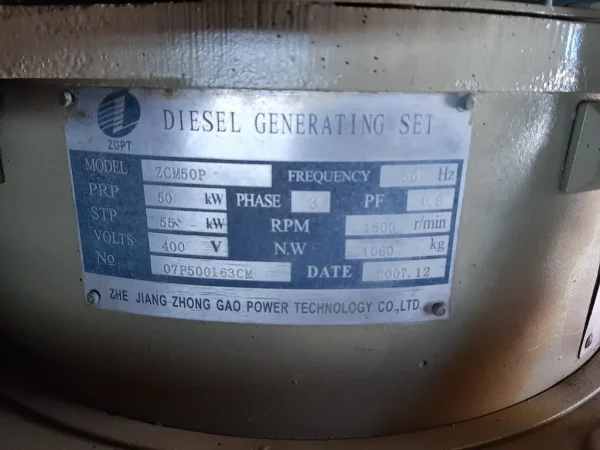 DIESEL GENERATING SET
ZGPT
MODEL ZCM50P FREQUENCY Hz
PRP 50 kW PHASE 3 PF 0.8
STP 55 kW RPM r/min
VOLTS 400 V N.W 1060 kg
No 07P500163CM DATE 2007.12
ZHE JIANG ZHONG GAO POWER TECHNOLOGY CO.,LTD.